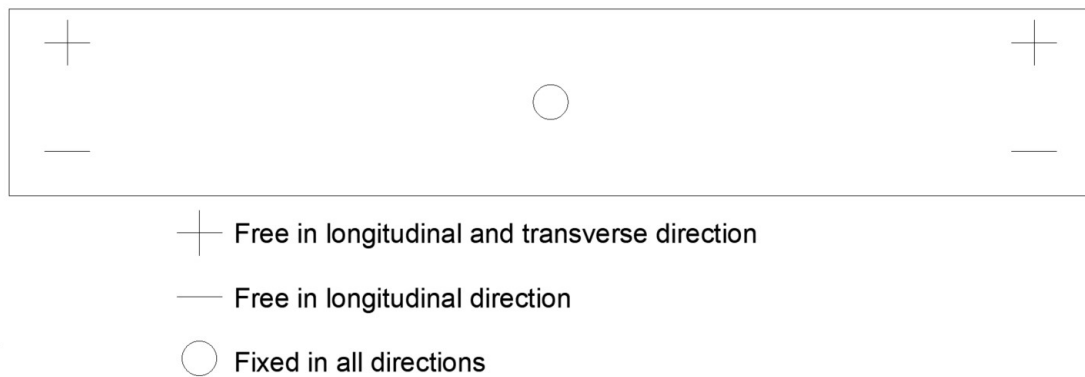 Free in longitudinal and transverse direction
Free in longitudinal direction
Fixed in all directions